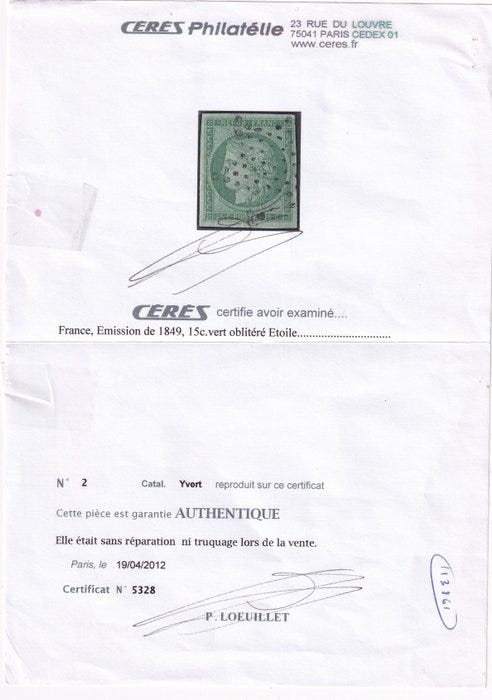 CERES Philatélie
23 RUE DU LOUVRE
75041 PARIS CEDEX 01
www.ceres.fr
REPUB FRANC
CERES certifie avoir examiné....
France, Emission de 1849, 15c.vert oblitéré Etoile..............................
N° 2 Catal. Yvert reproduit sur ce certificat
Cette pièce est garantie AUTHENTIQUE
Elle était sans réparation ni truquage lors de la vente.
Paris, le 19/04/2012
Certificat N° 5328
P. LOEUILLET